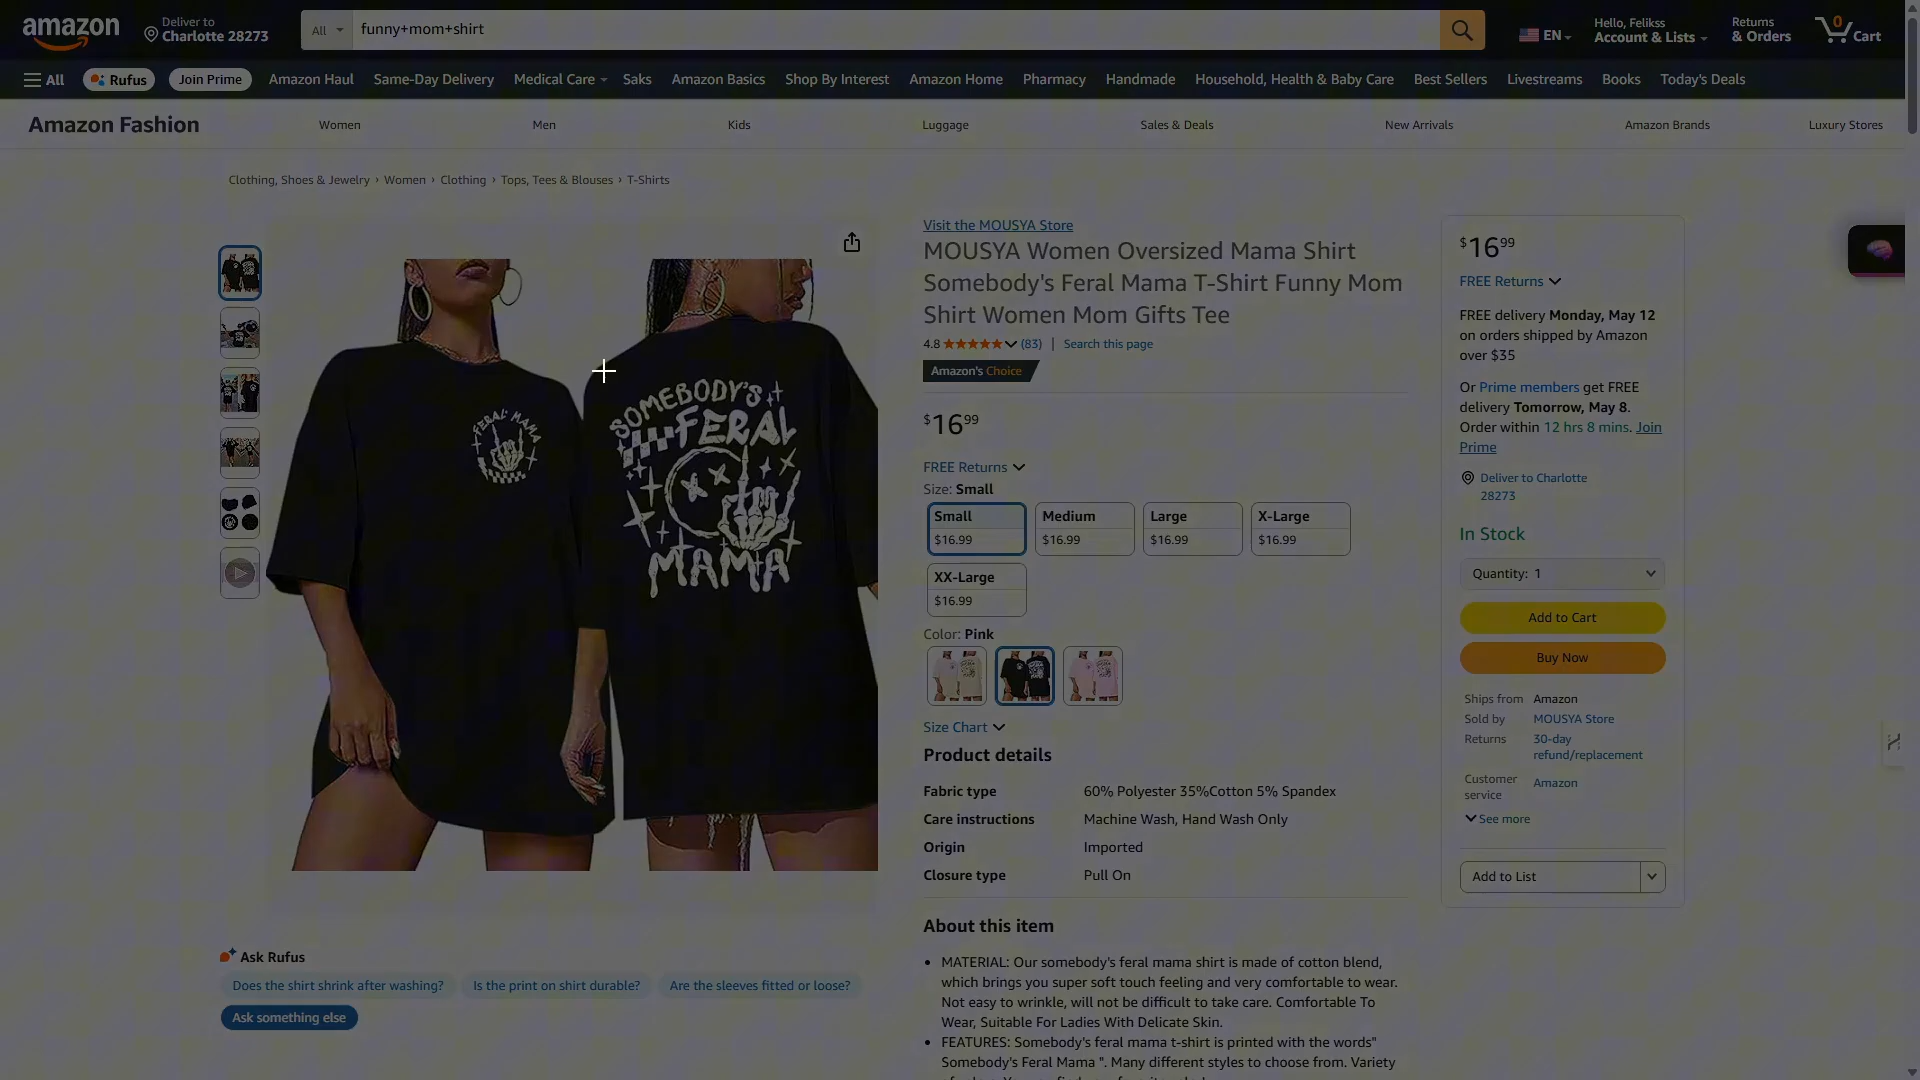 amazon
Deliver to
Charlotte 28273
All
funny+mom+shirt
EN
Hello, Felikss
Account & Lists
Returns
& Orders
0
Cart
All
Rufus
Join Prime
Amazon Haul
Same-Day Delivery
Medical Care
Saks
Amazon Basics
Shop By Interest
Amazon Home
Pharmacy
Handmade
Household, Health & Baby Care
Best Sellers
Livestreams
Books
Today's Deals
Amazon Fashion
Women
Men
Kids
Luggage
Sales & Deals
New Arrivals
Amazon Brands
Luxury Stores
Clothing, Shoes & Jewelry › Women › Clothing › Tops, Tees & Blouses › T-Shirts
FERAL MAMA
SOMEBODY'S
FERAL
MAMA
Visit the MOUSYA Store
MOUSYA Women Oversized Mama Shirt
Somebody's Feral Mama T-Shirt Funny Mom
Shirt Women Mom Gifts Tee
4.8 (83) | Search this page
Amazon's Choice
$16.99
FREE Returns
Size: Small
Small
$16.99
Medium
$16.99
Large
$16.99
X-Large
$16.99
XX-Large
$16.99
Color: Pink
Size Chart
Product details
Fabric type 60% Polyester 35%Cotton 5% Spandex
Care instructions Machine Wash, Hand Wash Only
Origin Imported
Closure type Pull On
About this item
• MATERIAL: Our somebody's feral mama shirt is made of cotton blend,
which brings you super soft touch feeling and very comfortable to wear.
Not easy to wrinkle, will not be difficult to take care. Comfortable To
Wear, Suitable For Ladies With Delicate Skin.
• FEATURES: Somebody's feral mama t-shirt is printed with the words"
Somebody's Feral Mama ". Many different styles to choose from. Variety
$16.99
FREE Returns
FREE delivery Monday, May 12
on orders shipped by Amazon
over $35
Or Prime members get FREE
delivery Tomorrow, May 8.
Order within 12 hrs 8 mins. Join
Prime
Deliver to Charlotte
28273
In Stock
Quantity: 1
Add to Cart
Buy Now
Ships from Amazon
Sold by MOUSYA Store
Returns 30-day
refund/replacement
Customer
service
Amazon
See more
Add to List
Ask Rufus
Does the shirt shrink after washing?
Is the print on shirt durable?
Are the sleeves fitted or loose?
Ask something else